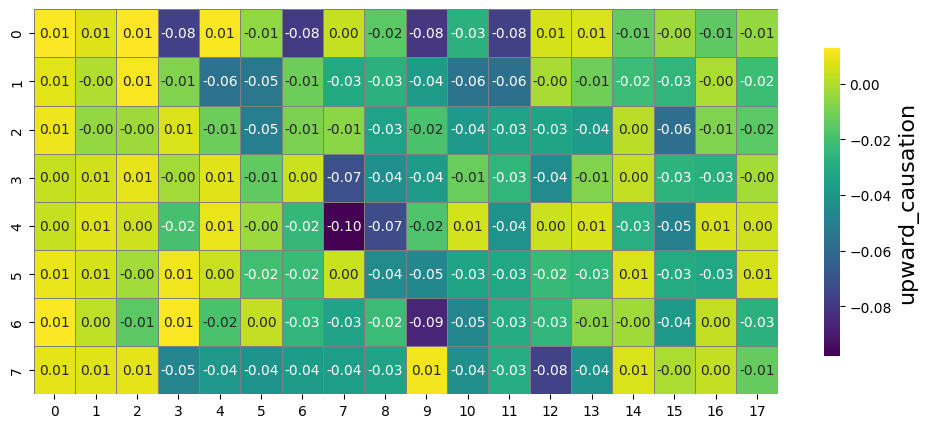 0 0.01 0.01 0.01 -0.08 0.01 -0.01 -0.08 0.00 -0.02 -0.08 -0.03 -0.08 0.01 0.01 -0.01 -0.00 -0.01 -0.01
1 0.01 -0.00 0.01 -0.01 -0.06 -0.05 -0.01 -0.03 -0.03 -0.04 -0.06 -0.06 -0.00 -0.01 -0.02 -0.03 -0.00 -0.02
2 0.01 -0.00 -0.00 0.01 -0.01 -0.05 -0.01 -0.01 -0.03 -0.02 -0.04 -0.03 -0.03 -0.04 0.00 -0.06 -0.01 -0.02
3 0.00 0.01 0.01 -0.00 0.01 -0.01 0.00 -0.07 -0.04 -0.04 -0.01 -0.03 -0.04 -0.01 0.00 -0.03 -0.03 -0.00
4 0.00 0.01 0.00 -0.02 0.01 -0.00 -0.02 -0.10 -0.07 -0.02 0.01 -0.04 0.00 0.01 -0.03 -0.05 0.01 0.00
5 0.01 0.01 -0.00 0.01 0.00 -0.02 -0.02 0.00 -0.04 -0.05 -0.03 -0.03 -0.02 -0.03 0.01 -0.03 -0.03 0.01
6 0.01 0.00 -0.01 0.01 -0.02 0.00 -0.03 -0.03 -0.02 -0.09 -0.05 -0.03 -0.03 -0.01 -0.00 -0.04 0.00 -0.03
7 0.01 0.01 0.01 -0.05 -0.04 -0.04 -0.04 -0.04 -0.03 0.01 -0.04 -0.03 -0.08 -0.04 0.01 -0.00 0.00 -0.01
0 1 2 3 4 5 6 7 8 9 10 11 12 13 14 15 16 17
0.00
-0.02
-0.04
-0.06
-0.08
upward_causation